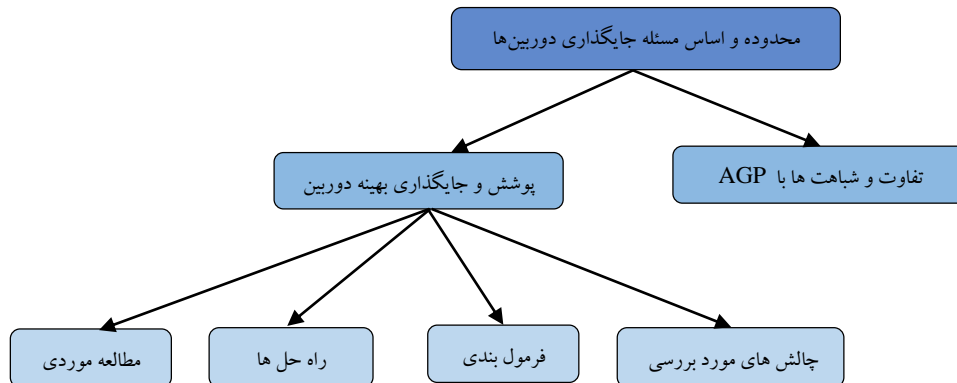 محدوده و اساس مسئله جایگذاری دوربین‌ها
تفاوت و شباهت ها با AGP
پوشش و جایگذاری بهینه دوربین
چالش های مورد بررسی
فرمول بندی
راه حل ها
مطالعه موردی